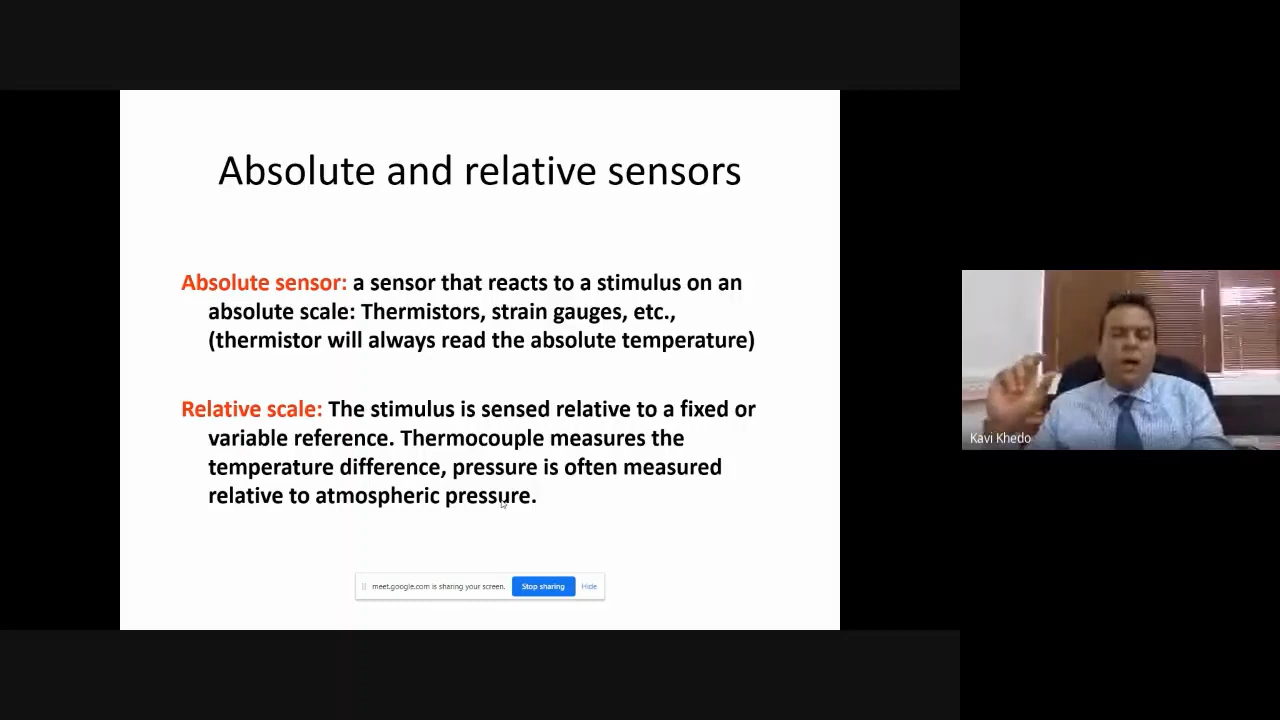 Absolute and relative sensors
Absolute sensor: a sensor that reacts to a stimulus on an
absolute scale: Thermistors, strain gauges, etc.,
(thermistor will always read the absolute temperature)
Relative scale: The stimulus is sensed relative to a fixed or
variable reference. Thermocouple measures the
temperature difference, pressure is often measured
relative to atmospheric pressure.
meet.google.com is sharing your screen. Stop sharing Hide
Kavi Khedo